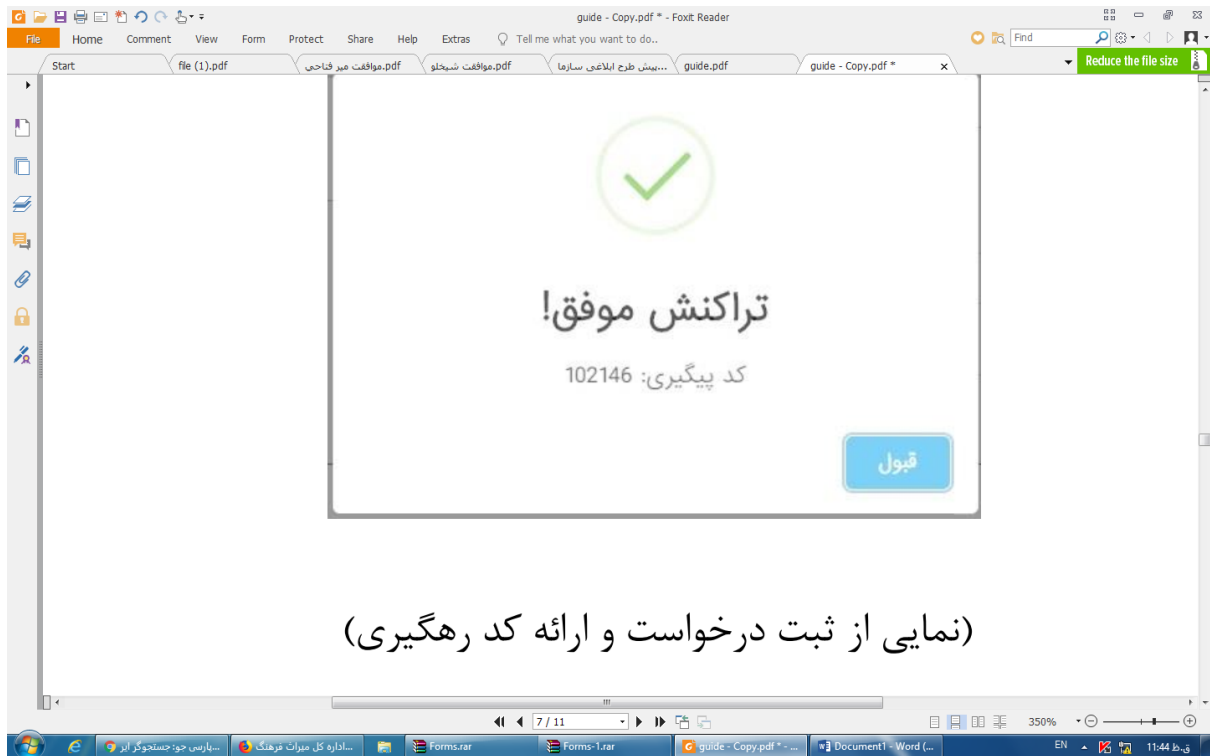 guide - Copy.pdf * - Foxit Reader
File Home Comment View Form Protect Share Help Extras Tell me what you want to do.. Find
Start file (1).pdf موافقت میر فتاحی.pdf موافقت شیخلو.pdf پیش طرح ابلاغی سازما... guide.pdf guide - Copy.pdf * x Reduce the file size
تراکنش موفق!
کد پیگیری: 102146
قبول
(نمایی از ثبت درخواست و ارائه کد رهگیری)
7 / 11 350%
پارسی جو: جستجوگر ایر... اداره کل میراث فرهنگ... Forms.rar Forms-1.rar guide - Copy.pdf * - ... Document1 - Word (... EN 11:44 ق.ظ